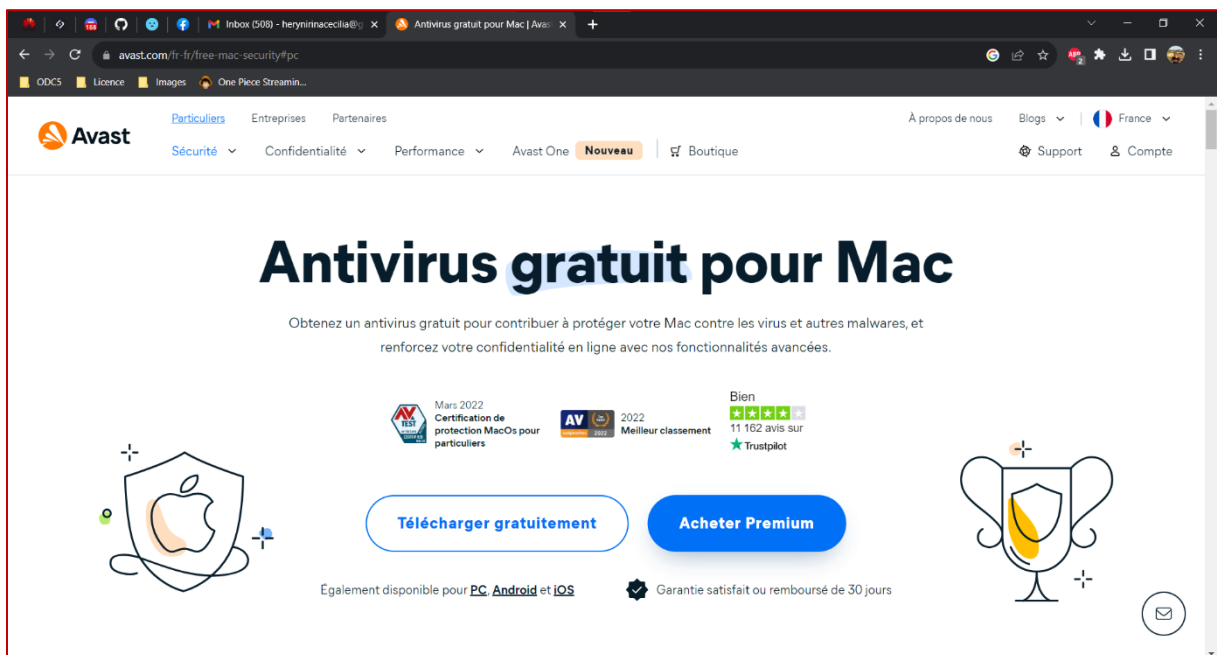 Inbox (508) - herynirinacecilia@g
Antivirus gratuit pour Mac | Avas
avast.com/fr-fr/free-mac-security#pc
ODC5 Licence Images One Piece Streamin...
Avast
Particuliers Entreprises Partenaires
À propos de nous Blogs France
Sécurité Confidentialité Performance Avast One Nouveau Boutique
Support Compte
Antivirus gratuit pour Mac
Obtenez un antivirus gratuit pour contribuer à protéger votre Mac contre les virus et autres malwares, et
renforcez votre confidentialité en ligne avec nos fonctionnalités avancées.
AV
TEST
Mars 2022
Certification de
protection MacOs pour
particuliers
AV
2022
2022
Meilleur classement
Bien
11 162 avis sur
Trustpilot
Télécharger gratuitement
Acheter Premium
Également disponible pour PC, Android et iOS
Garantie satisfait ou remboursé de 30 jours